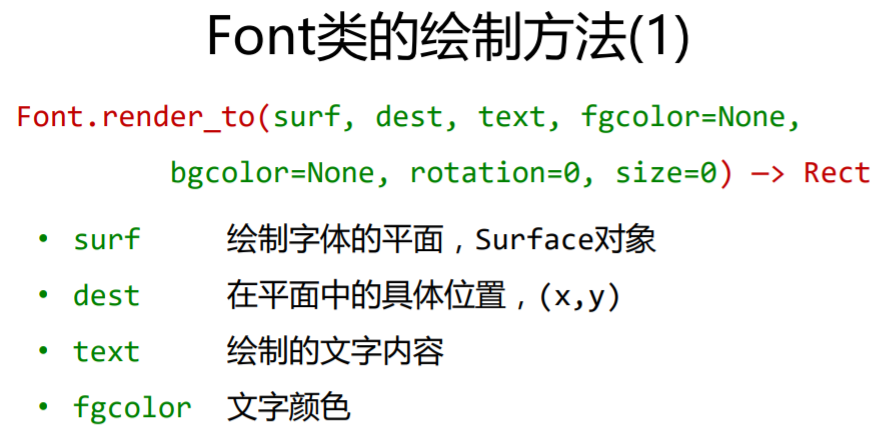 Font类的绘制方法(1)
Font.render_to(surf, dest, text, fgcolor=None,
bgcolor=None, rotation=0, size=0) —> Rect
• surf 绘制字体的平面，Surface对象
• dest 在平面中的具体位置，(x,y)
• text 绘制的文字内容
• fgcolor 文字颜色